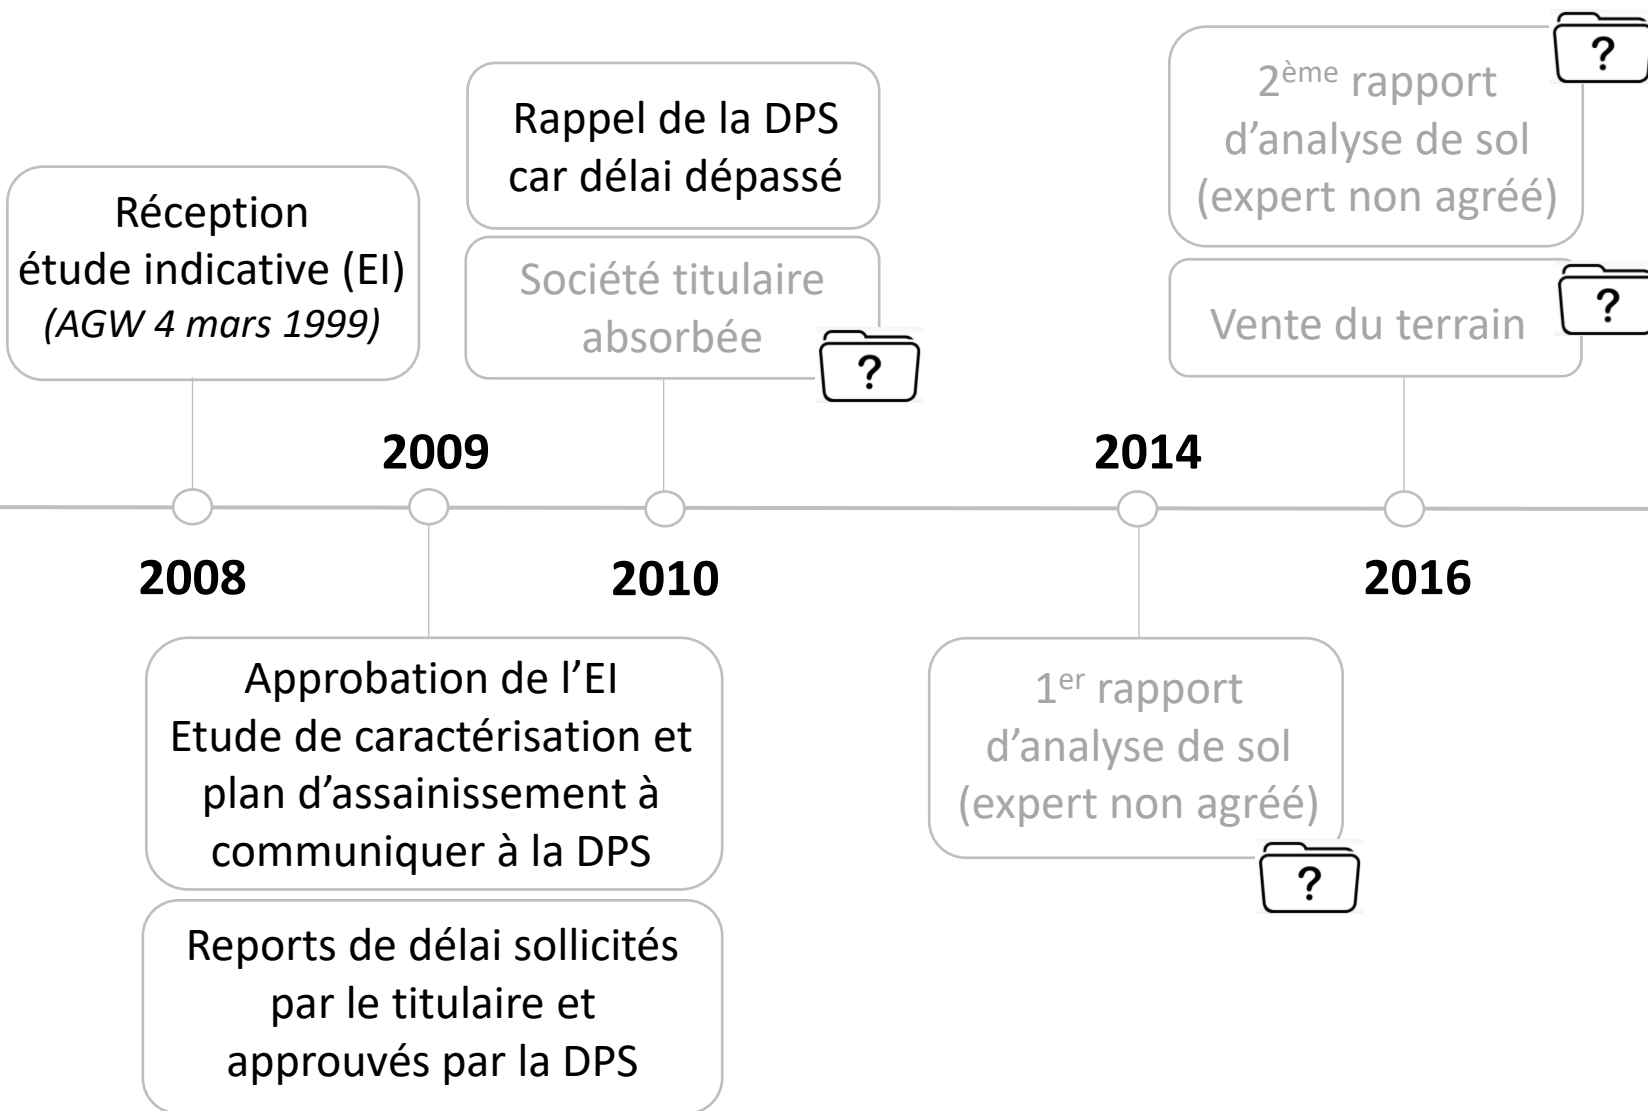 Réception
étude indicative (EI)
(AGW 4 mars 1999)
2008
2009
Approbation de l’EI
Etude de caractérisation et
plan d’assainissement à
communiquer à la DPS
Reports de délai sollicités
par le titulaire et
approuvés par la DPS
Rappel de la DPS
car délai dépassé
Société titulaire
absorbée
?
2010
2014
1er rapport
d’analyse de sol
(expert non agréé)
?
2ème rapport
d’analyse de sol
(expert non agréé)
?
Vente du terrain
?
2016